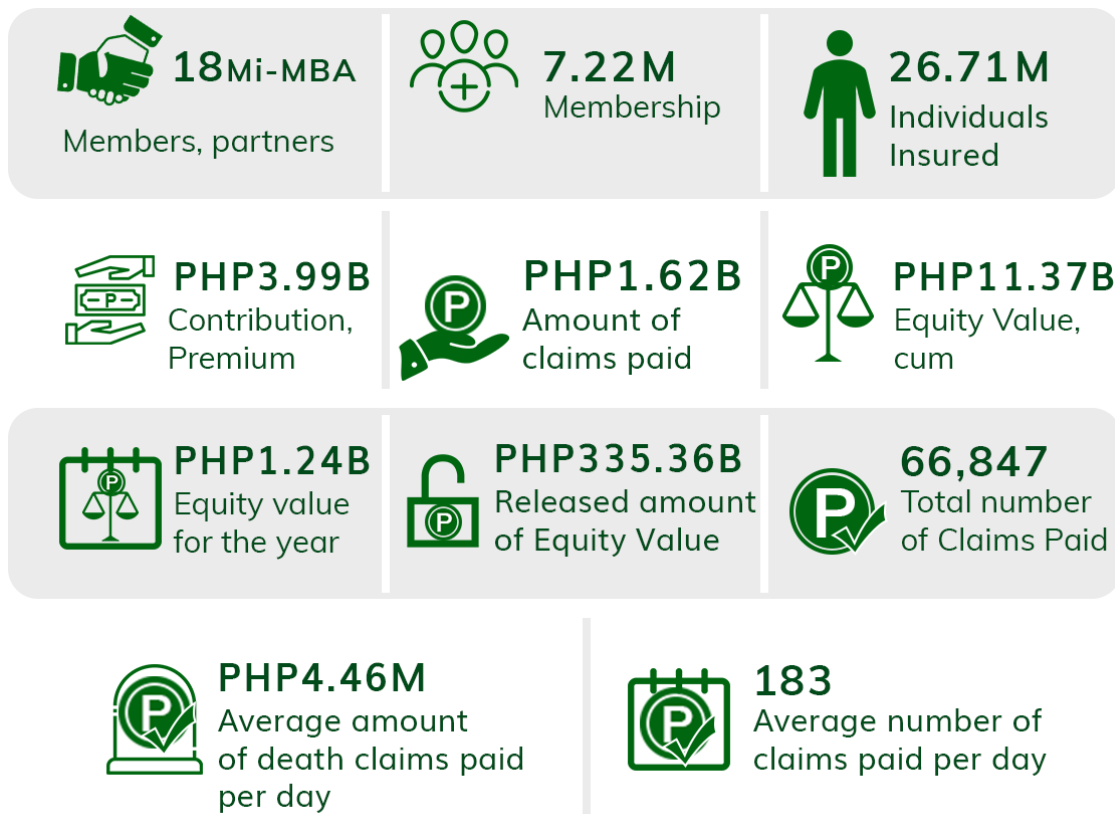 18Mi-MBA
Members, partners
7.22M
Membership
26.71M
Individuals
Insured
PHP3.99B
Contribution,
Premium
PHP1.62B
Amount of
claims paid
PHP11.37B
Equity Value,
cum
PHP1.24B
Equity value
for the year
PHP335.36B
Released amount
of Equity Value
66,847
Total number
of Claims Paid
PHP4.46M
Average amount
of death claims paid
per day
183
Average number of
claims paid per day